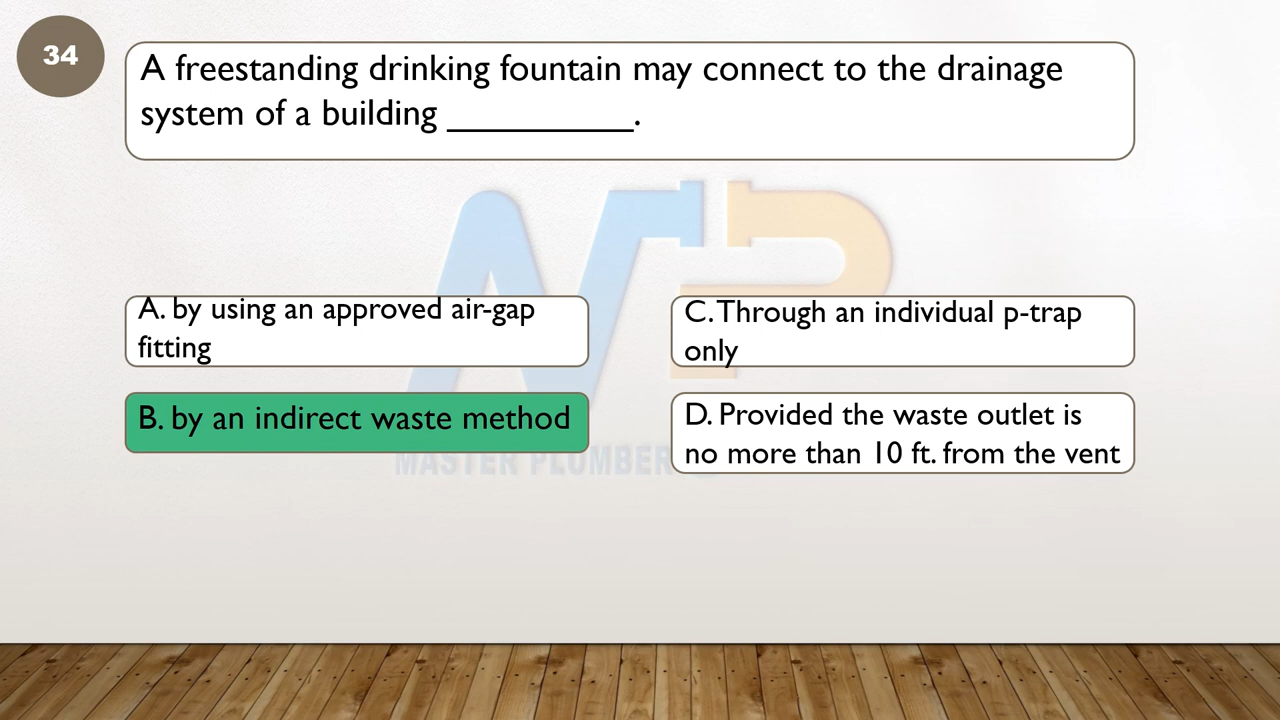 34
A freestanding drinking fountain may connect to the drainage
system of a building __________.
A. by using an approved air-gap
fitting
B. by an indirect waste method
C. Through an individual p-trap
only
D. Provided the waste outlet is
no more than 10 ft. from the vent
MASTER PLUMBER